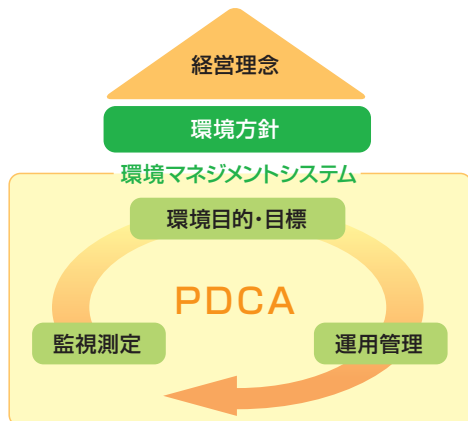 経営理念
環境方針
環境マネジメントシステム
環境目的・目標
PDCA
監視測定
運用管理